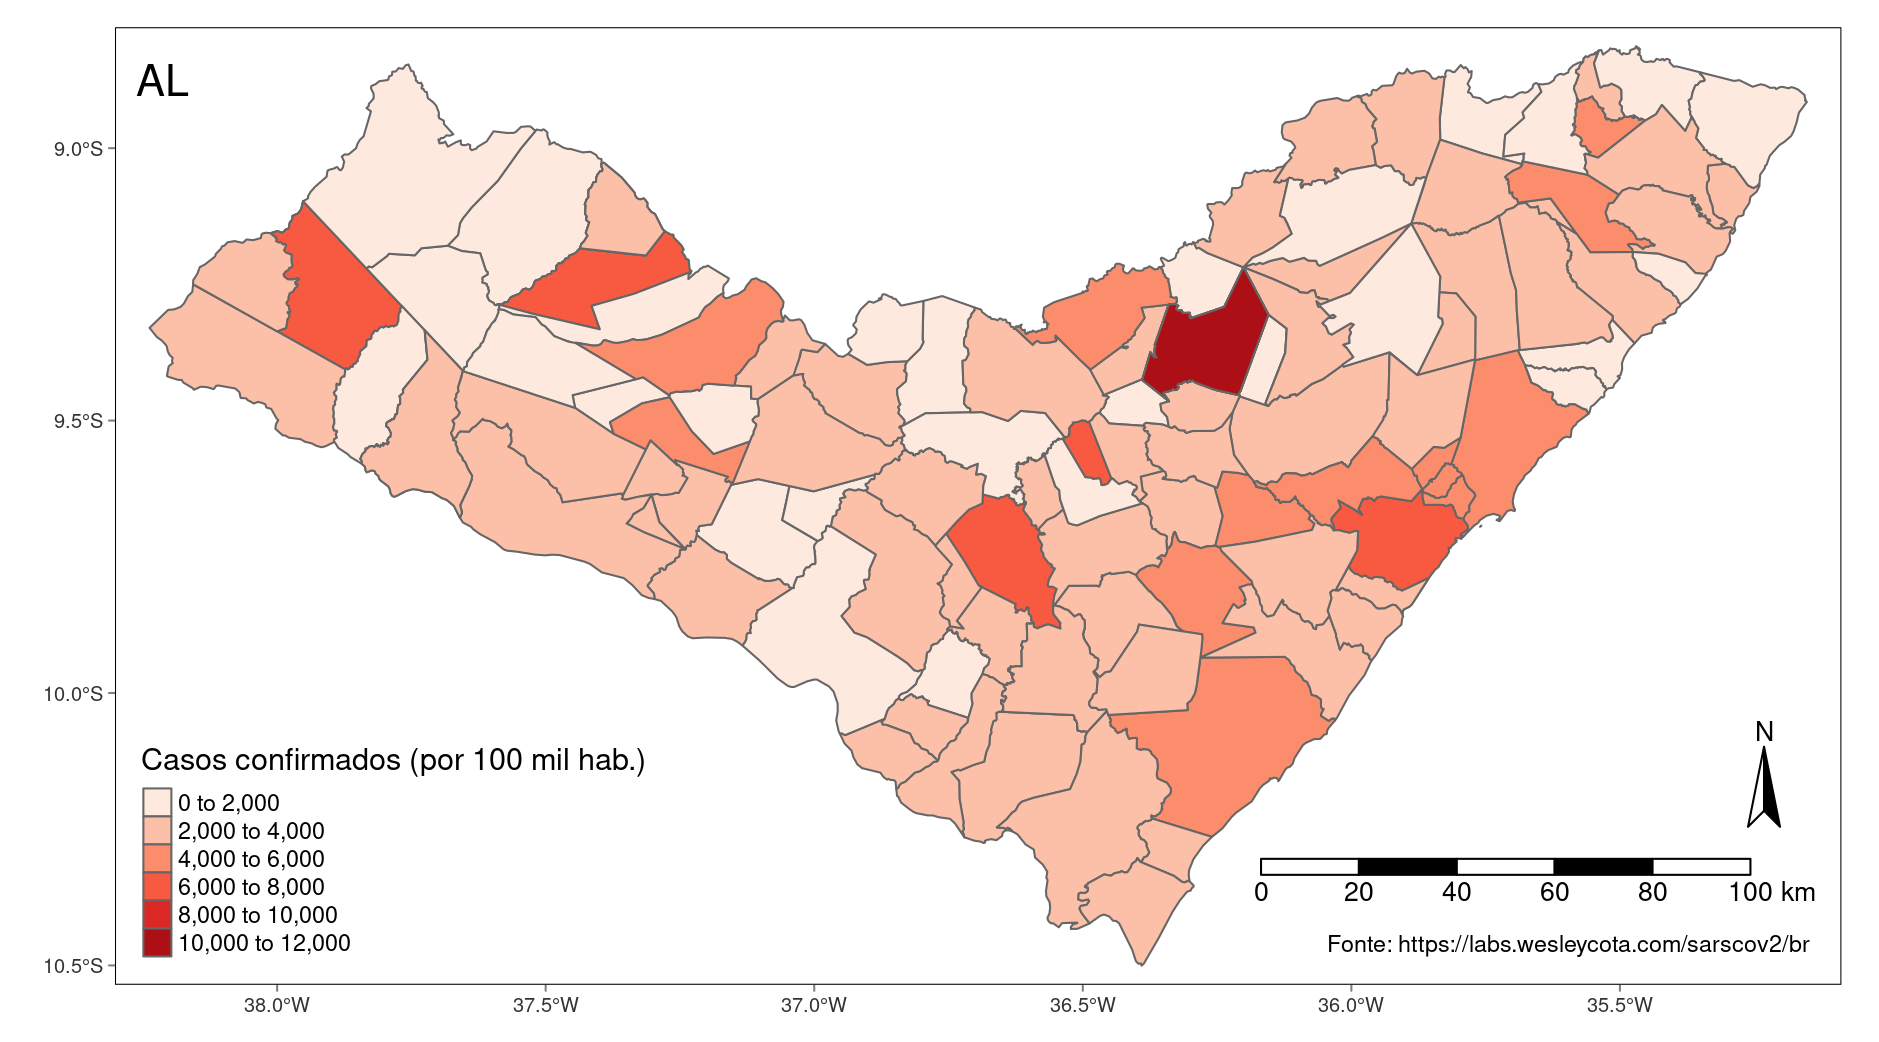 AL
9.0°S
9.5°S
10.0°S
10.5°S
Casos confirmados (por 100 mil hab.)
0 to 2,000
2,000 to 4,000
4,000 to 6,000
6,000 to 8,000
8,000 to 10,000
10,000 to 12,000
N
0 20 40 60 80 100 km
Fonte: https://labs.wesleycota.com/sarscov2/br
38.0°W 37.5°W 37.0°W 36.5°W 36.0°W 35.5°W